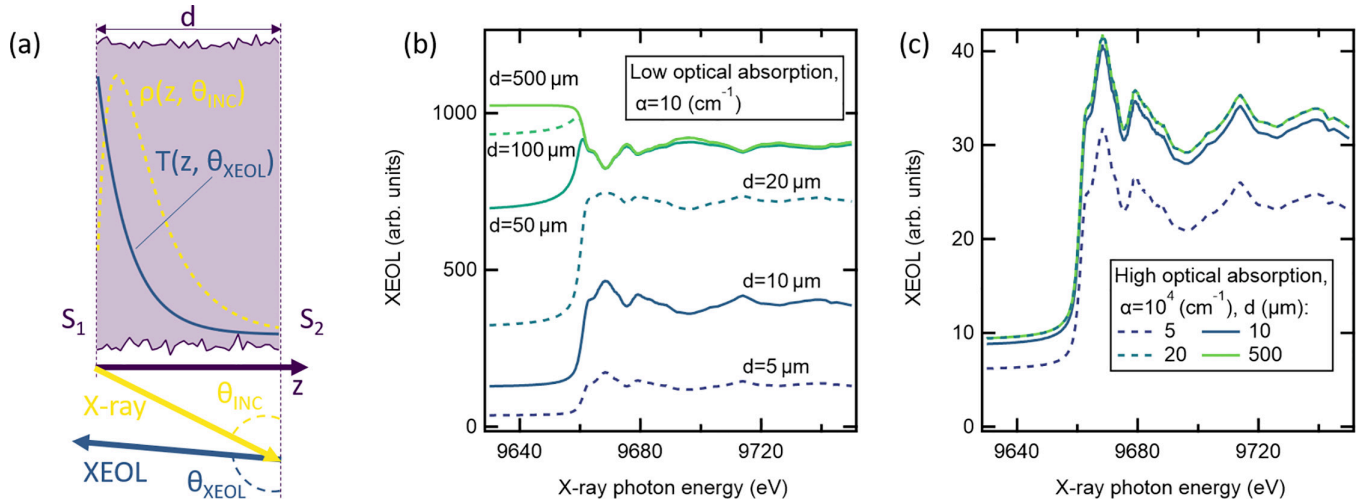 (a)
d
ρ(z, θINC)
T(z, θXEOL)
S1
S2
z
X-ray
θINC
XEOL
θXEOL
(b)
XEOL (arb. units)
1000
500
0
d=500 µm
Low optical absorption,
α=10 (cm-1)
d=100 µm
d=20 µm
d=50 µm
d=10 µm
d=5 µm
9640
9680
9720
X-ray photon energy (eV)
(c)
XEOL (arb. units)
40
30
20
10
0
High optical absorption,
α=10⁴ (cm-1), d (µm):
5
10
20
500
9640
9680
9720
X-ray photon energy (eV)